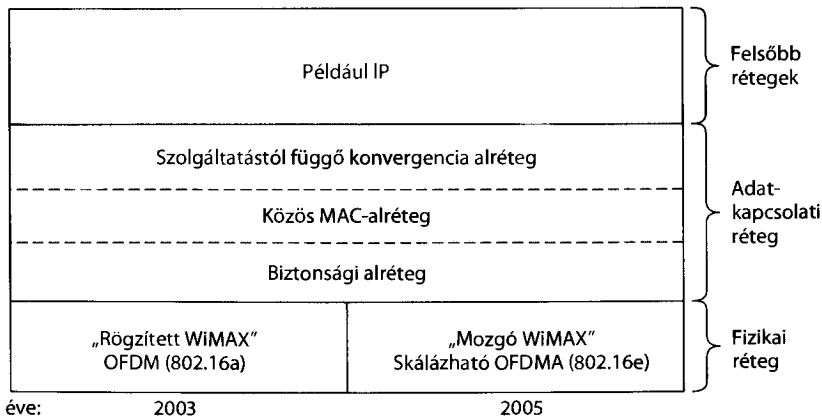 Például IP
Felsőbb
rétegek
Szolgáltatástól függő konvergencia alréteg
Közös MAC-alréteg
Biztonsági alréteg
Adat-
kapcsolati
réteg
„Rögzített WiMAX”
OFDM (802.16a)
„Mozgó WiMAX”
Skálázható OFDMA (802.16e)
Fizikai
réteg
éve: 2003 2005